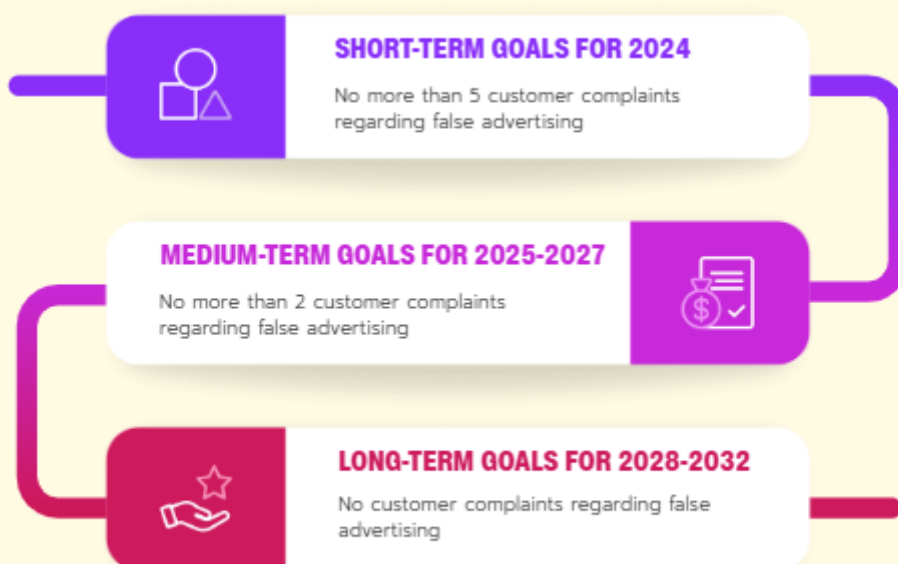 SHORT-TERM GOALS FOR 2024
No more than 5 customer complaints
regarding false advertising
MEDIUM-TERM GOALS FOR 2025-2027
No more than 2 customer complaints
regarding false advertising
$
LONG-TERM GOALS FOR 2028-2032
No customer complaints regarding false
advertising